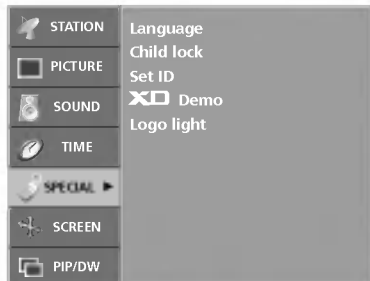 STATION
PICTURE
SOUND
TIME
SPECIAL ►
SCREEN
PIP/DW
Language
Child lock
Set ID
XD Demo
Logo light